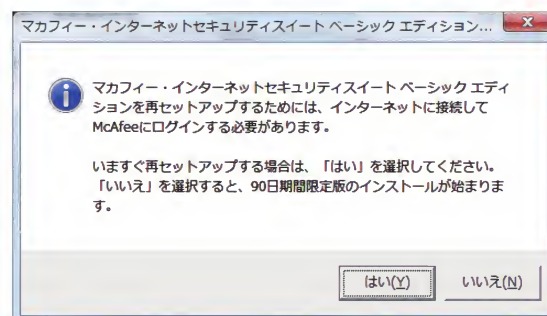 マカフィー・インターネットセキュリティスイート ベーシック エディション...
マカフィー・インターネットセキュリティスイート ベーシック エディ
ションを再セットアップするためには、インターネットに接続して
McAfeeにログインする必要があります。
いますぐ再セットアップする場合は、「はい」を選択してください。
「いいえ」を選択すると、90日期間限定版のインストールが始まりま
す。
はい(Y)
いいえ(N)